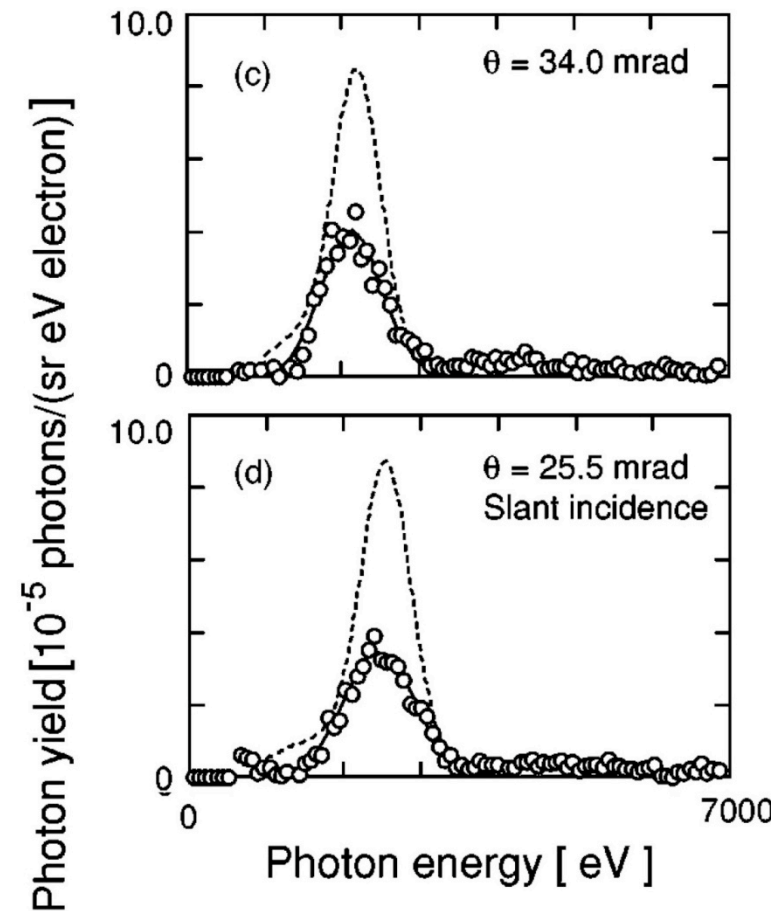 Photon yield [10⁻⁵ photons/(sr eV electron)]
10.0
(c)
θ = 34.0 mrad
0
10.0
(d)
θ = 25.5 mrad
Slant incidence
0
0
7000
Photon energy [ eV ]